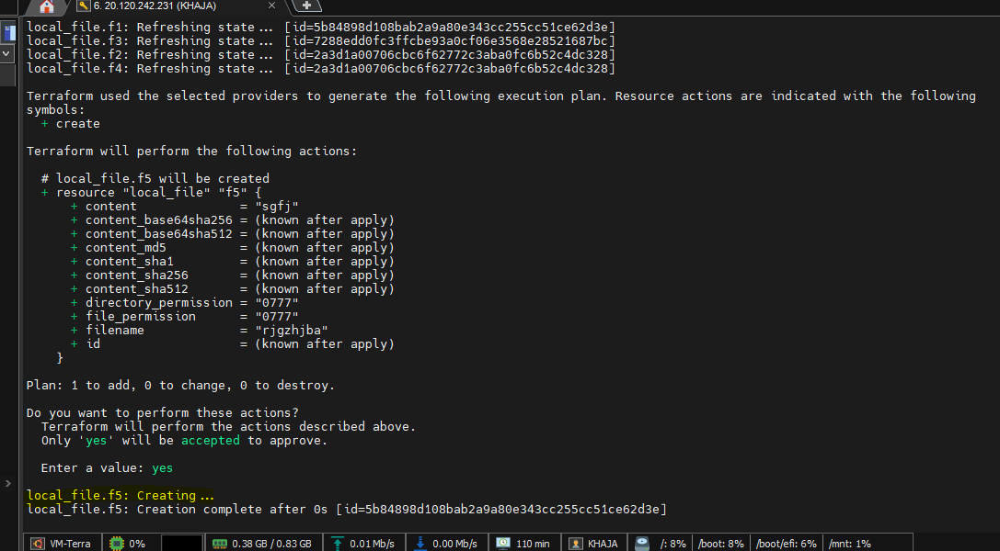 6. 20.120.242.231 (KHAJA)
local_file.f1: Refreshing state... [id=5b84898d108bab2a9a80e343cc255cc51ce62d3e]
local_file.f3: Refreshing state... [id=7288edd0fc3ffcbe93a0cf06e3568e28521687bc]
local_file.f2: Refreshing state... [id=2a3d1a00706cbc6f62772c3aba0fc6b52c4dc328]
local_file.f4: Refreshing state... [id=2a3d1a00706cbc6f62772c3aba0fc6b52c4dc328]
Terraform used the selected providers to generate the following execution plan. Resource actions are indicated with the following
symbols:
+ create
Terraform will perform the following actions:
# local_file.f5 will be created
+ resource "local_file" "f5" {
+ content = "sgfj"
+ content_base64sha256 = (known after apply)
+ content_base64sha512 = (known after apply)
+ content_md5 = (known after apply)
+ content_sha1 = (known after apply)
+ content_sha256 = (known after apply)
+ content_sha512 = (known after apply)
+ directory_permission = "0777"
+ file_permission = "0777"
+ filename = "rjgzhjba"
+ id = (known after apply)
}
Plan: 1 to add, 0 to change, 0 to destroy.
Do you want to perform these actions?
Terraform will perform the actions described above.
Only 'yes' will be accepted to approve.
Enter a value: yes
local_file.f5: Creating...
local_file.f5: Creation complete after 0s [id=5b84898d108bab2a9a80e343cc255cc51ce62d3e]
VM-Terra 0% 0.38 GB / 0.83 GB 0.01 Mb/s 0.00 Mb/s 110 min KHAJA /: 8% /boot: 8% /boot/efi: 6% /mnt: 1%